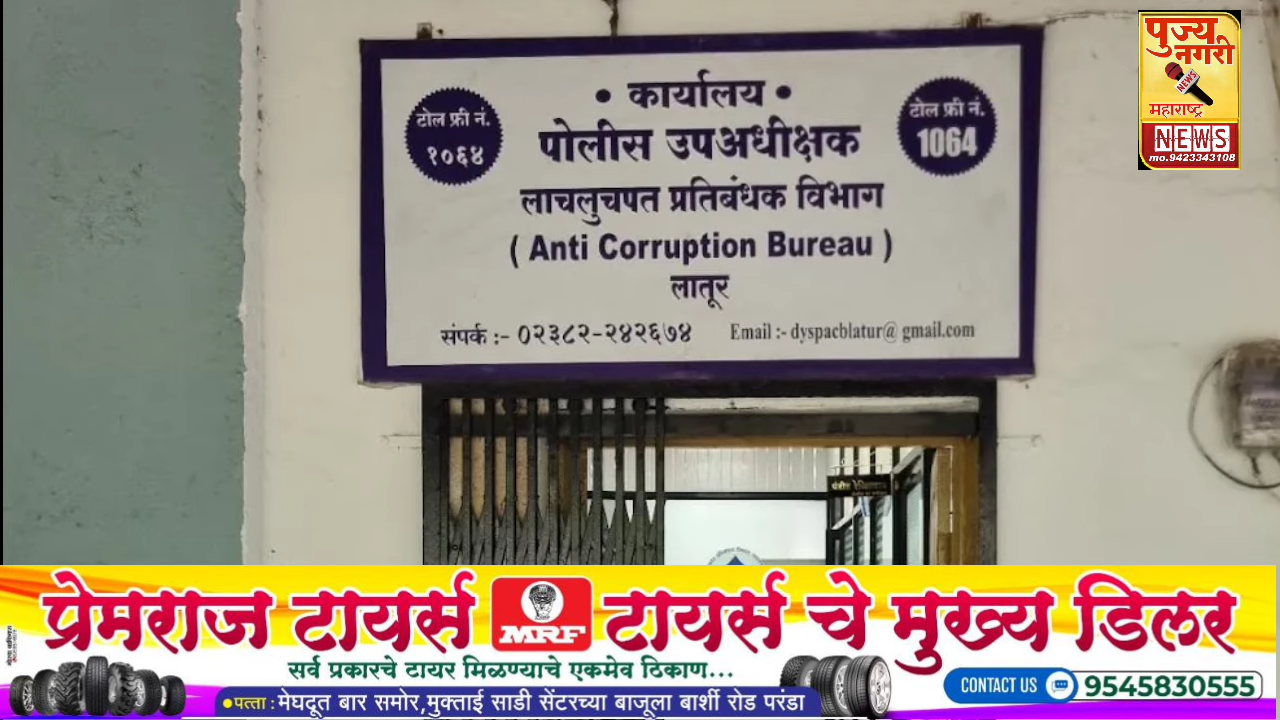 • कार्यालय •
टोल फ्री नं.
१०६४
टोल फ्री नं.
1064
पोलीस उपअधीक्षक
लाचलुचपत प्रतिबंधक विभाग
( Anti Corruption Bureau )
लातूर
संपर्क :- ०२३८२-२४२६७४ Email :- dyspacblatur@gmail.com
पुज्य
नगरी
NEWS
महाराष्ट्र
NEWS
mo.9423343108
प्रेमराज टायर्स MRF टायर्स चे मुख्य डिलर
सर्व प्रकारचे टायर मिळण्याचे एकमेव ठिकाण...
पत्ता : मेघदूत बार समोर,मुक्ताई साडी सेंटरच्या बाजूला बार्शी रोड परंडा
CONTACT US 9545830555